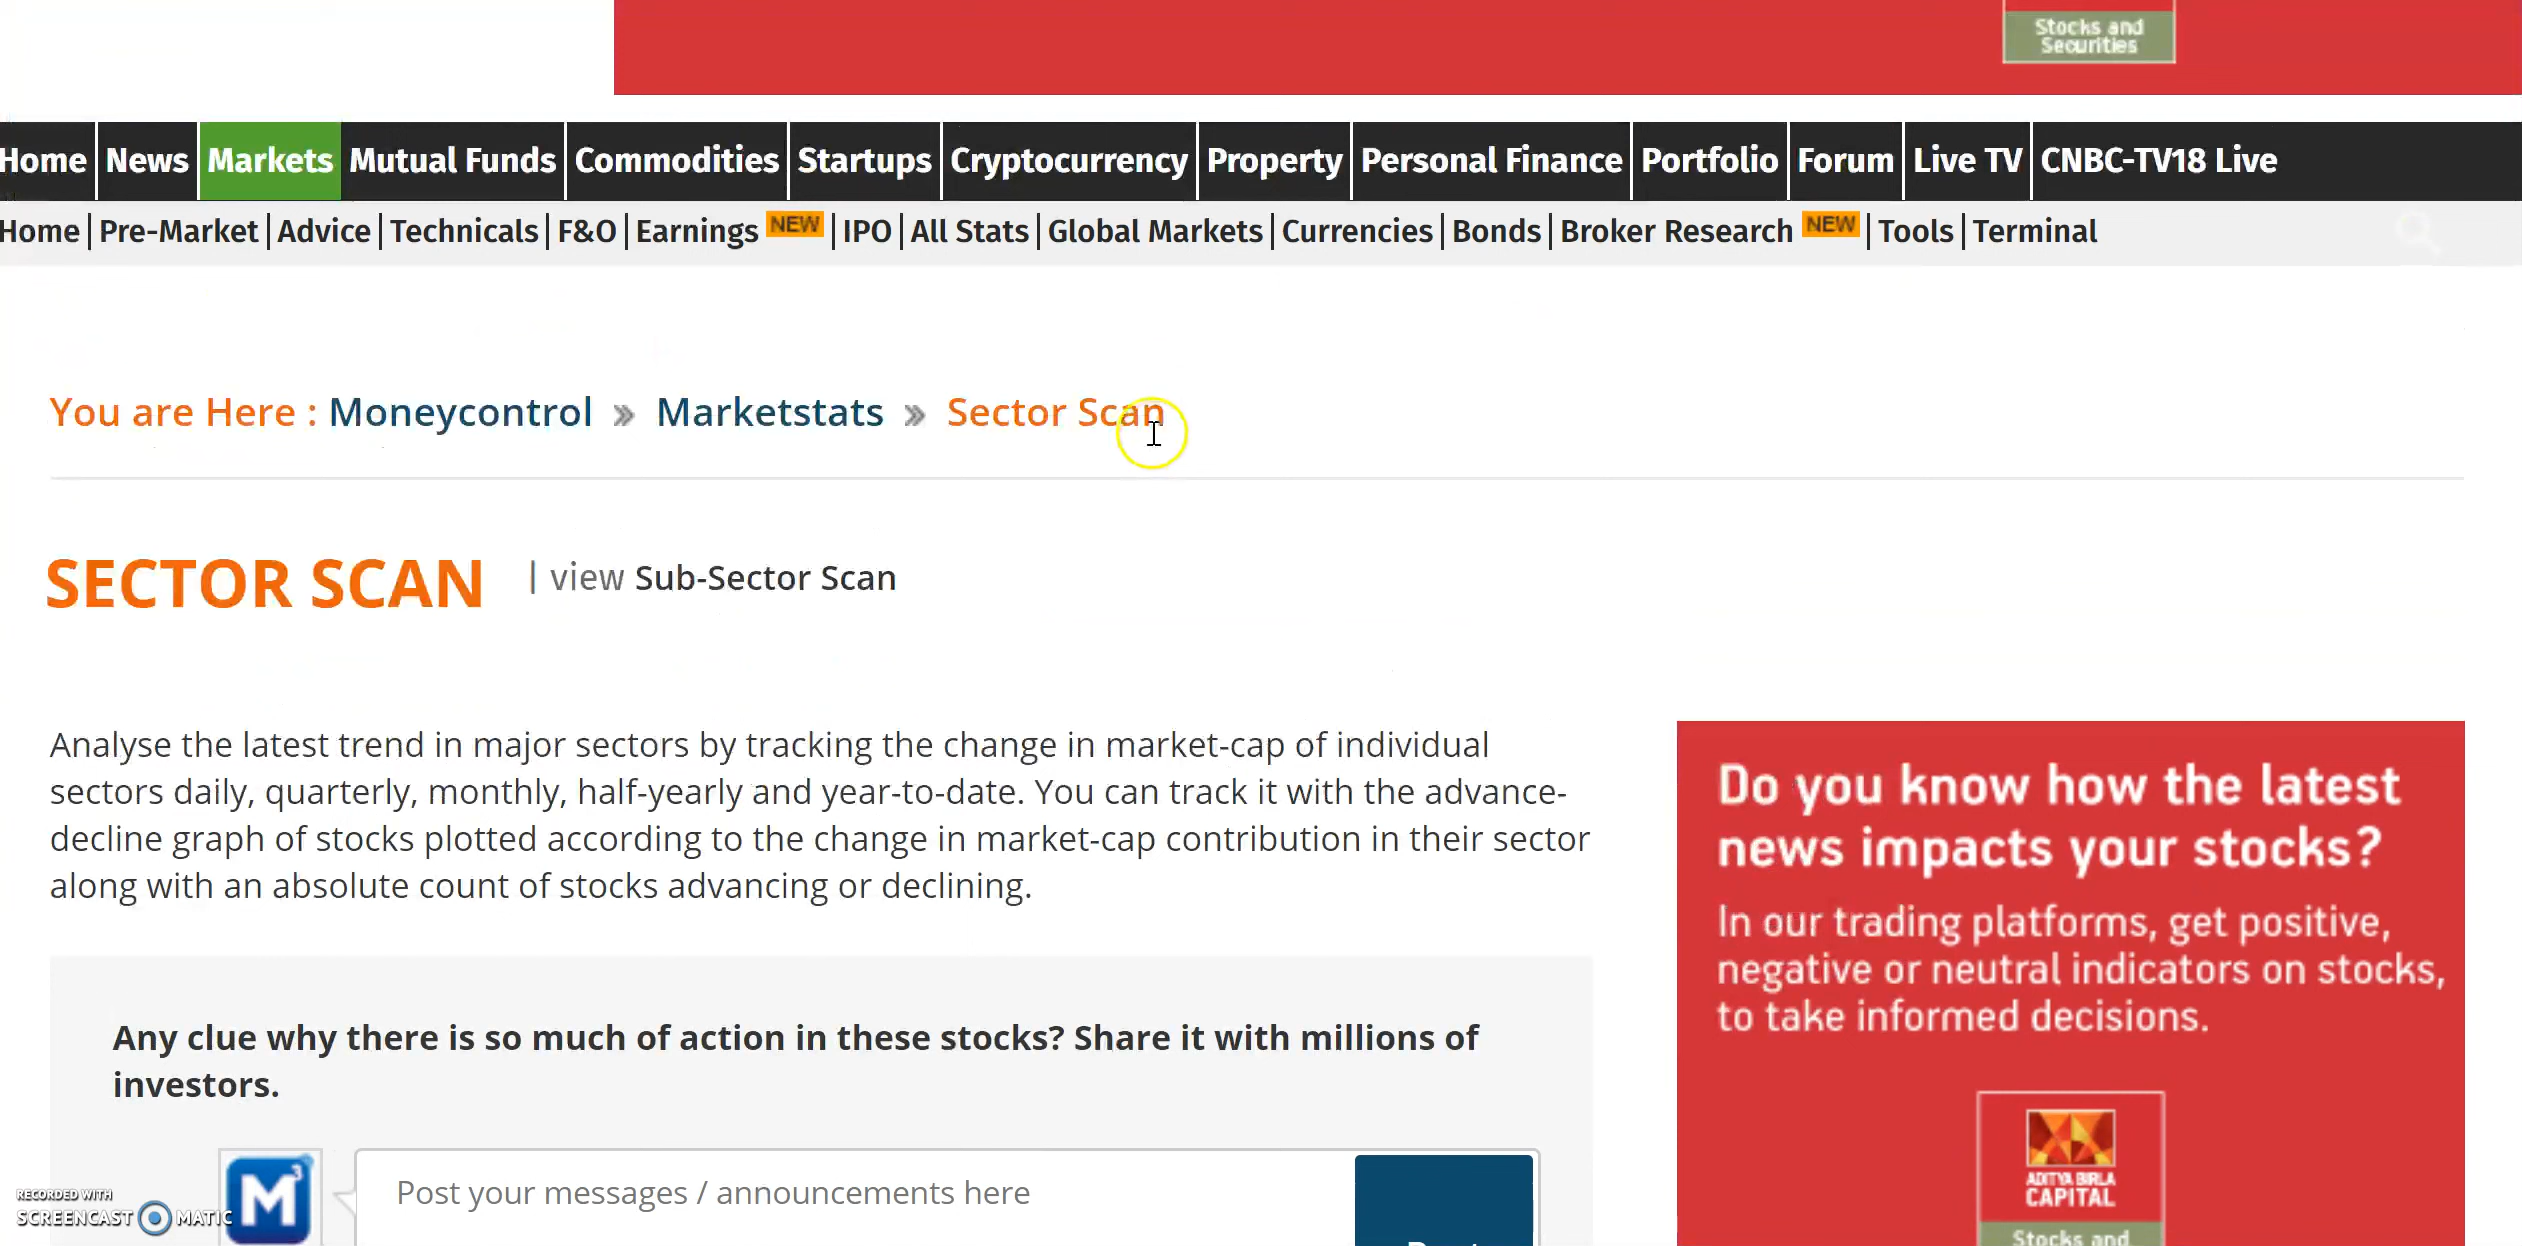 Stocks and
Securities
Home News Markets Mutual Funds Commodities Startups Cryptocurrency Property Personal Finance Portfolio Forum Live TV CNBC-TV18 Live
Home | Pre-Market | Advice | Technicals | F&O | Earnings NEW | IPO | All Stats | Global Markets | Currencies | Bonds | Broker Research NEW | Tools | Terminal
You are Here : Moneycontrol » Marketstats » Sector Scan
SECTOR SCAN | view Sub-Sector Scan
Analyse the latest trend in major sectors by tracking the change in market-cap of individual
sectors daily, quarterly, monthly, half-yearly and year-to-date. You can track it with the advance-
decline graph of stocks plotted according to the change in market-cap contribution in their sector
along with an absolute count of stocks advancing or declining.
Any clue why there is so much of action in these stocks? Share it with millions of
investors.
M3
Post your messages / announcements here
Do you know how the latest
news impacts your stocks?
In our trading platforms, get positive,
negative or neutral indicators on stocks,
to take informed decisions.
ADITYA BIRLA
CAPITAL
Stocks and
RECORDED WITH
SCREENCAST MATIC